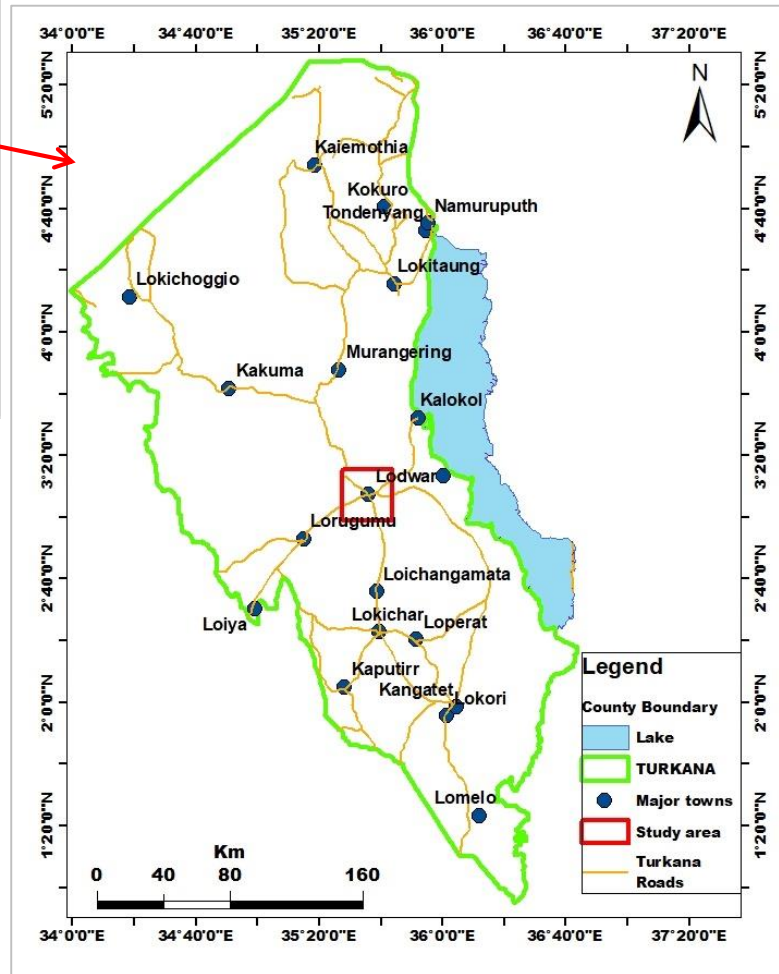 34°0'0"E 34°40'0"E 35°20'0"E 36°0'0"E 36°40'0"E 37°20'0"E
N
5°20'0"N
5°20'0"N
Kaiemothia
Kokuro
4°40'0"N
Tondenyang
Namuruputh
4°40'0"N
Lokitaung
Lokichoggio
4°0'0"N
4°0'0"N
Murangering
Kakuma
Kalokol
3°20'0"N
3°20'0"N
Lodwar
Lorugumu
2°40'0"N
Loichangamata
2°40'0"N
Loiya
Lokichar
Loperat
Kaputirr
Kangatet
Lokori
2°0'0"N
2°0'0"N
Lomelo
1°20'0"N
1°20'0"N
Legend
County Boundary
Lake
TURKANA
Major towns
Study area
Turkana
Roads
Km
0 40 80 160
34°0'0"E 34°40'0"E 35°20'0"E 36°0'0"E 36°40'0"E 37°20'0"E